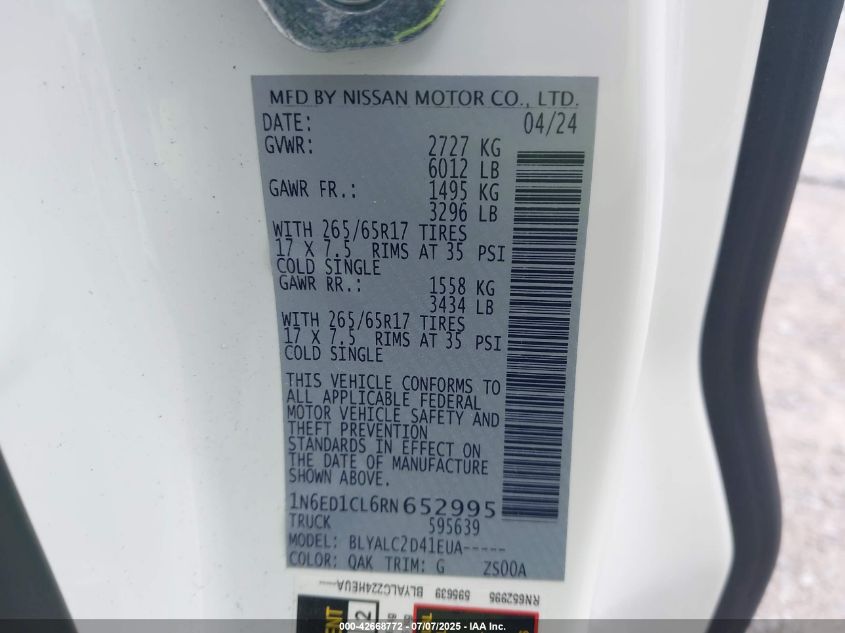 MFD BY NISSAN MOTOR CO., LTD.
DATE: 04/24
GVWR: 2727 KG
6012 LB
GAWR FR.: 1495 KG
3296 LB
WITH 265/65R17 TIRES
17 X 7.5 RIMS AT 35 PSI
COLD SINGLE
GAWR RR.: 1558 KG
3434 LB
WITH 265/65R17 TIRES
17 X 7.5 RIMS AT 35 PSI
COLD SINGLE
THIS VEHICLE CONFORMS TO
ALL APPLICABLE FEDERAL
MOTOR VEHICLE SAFETY AND
THEFT PREVENTION
STANDARDS IN EFFECT ON
THE DATE OF MANUFACTURE
SHOWN ABOVE.
1N6ED1CL6RN652995
TRUCK 595639
MODEL: BLYALC2D41EUA-----
COLOR: QAK TRIM: G ZS00A
RN652995 595639 BLYALCZ24HEUA----
000-42668772 - 07/07/2025 - IAA Inc.